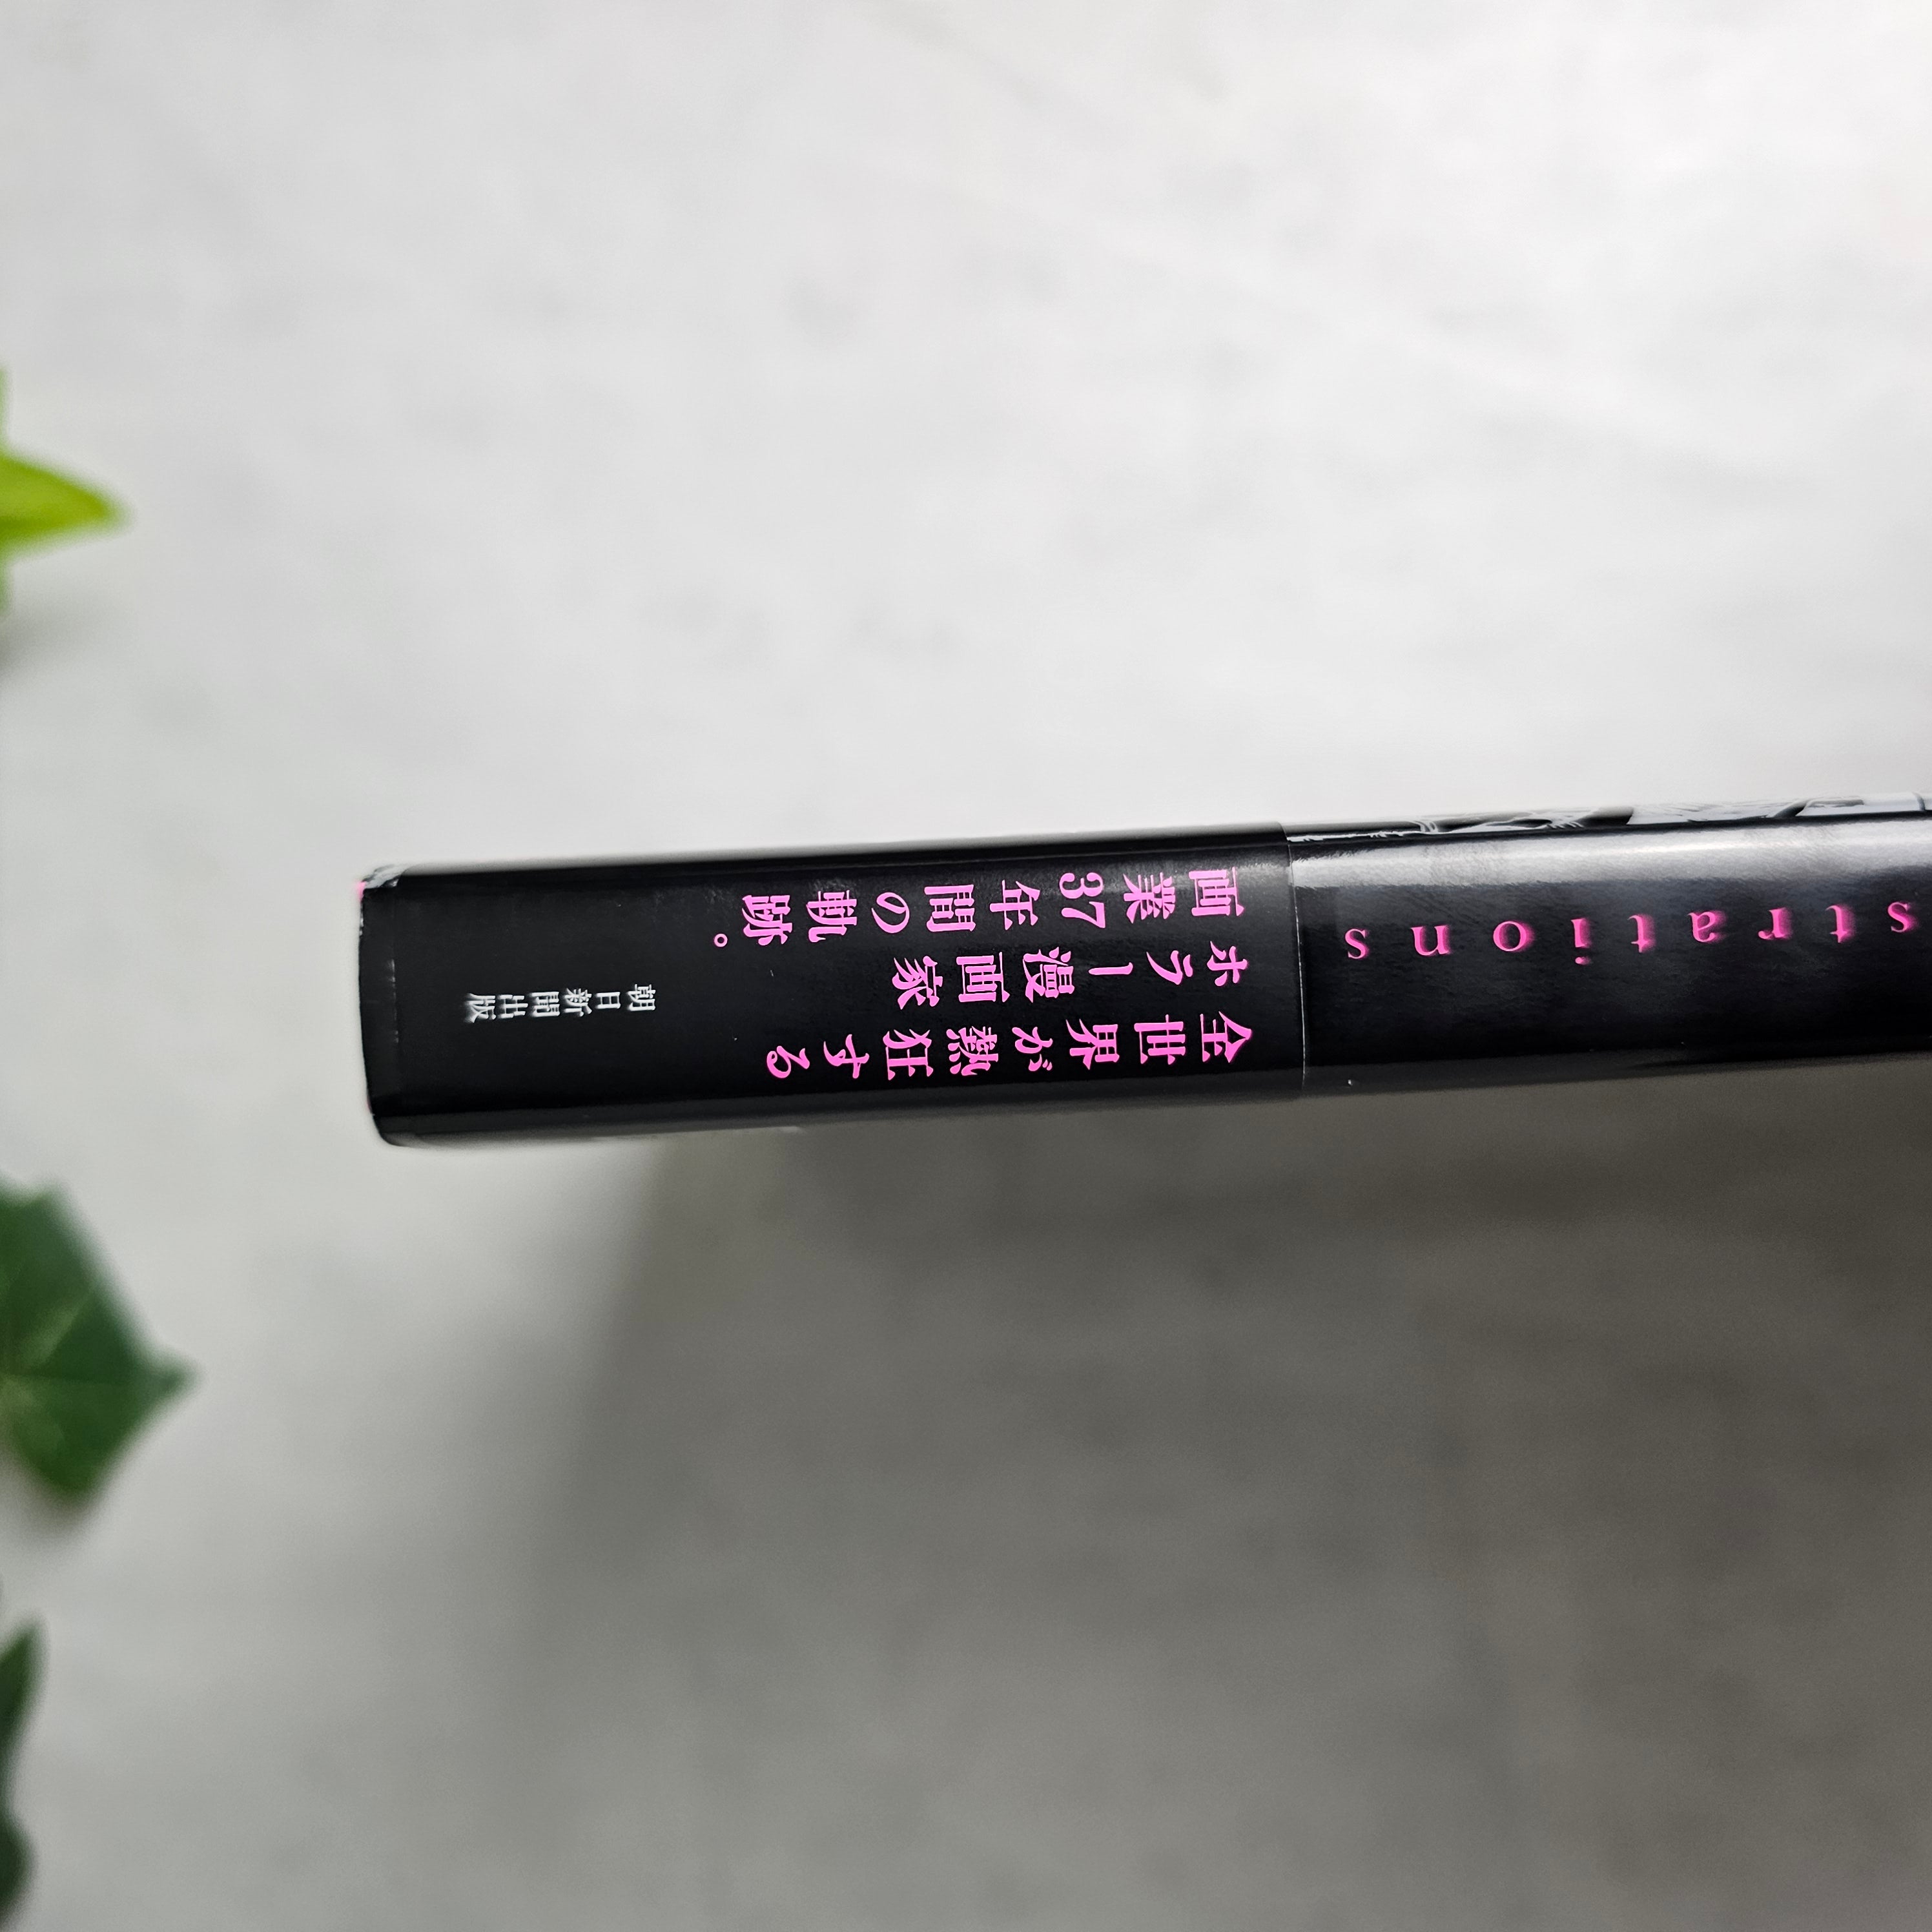 strations
全世界が熱狂する
ホラー漫画家
画業37年間の軌跡。
朝日新聞出版